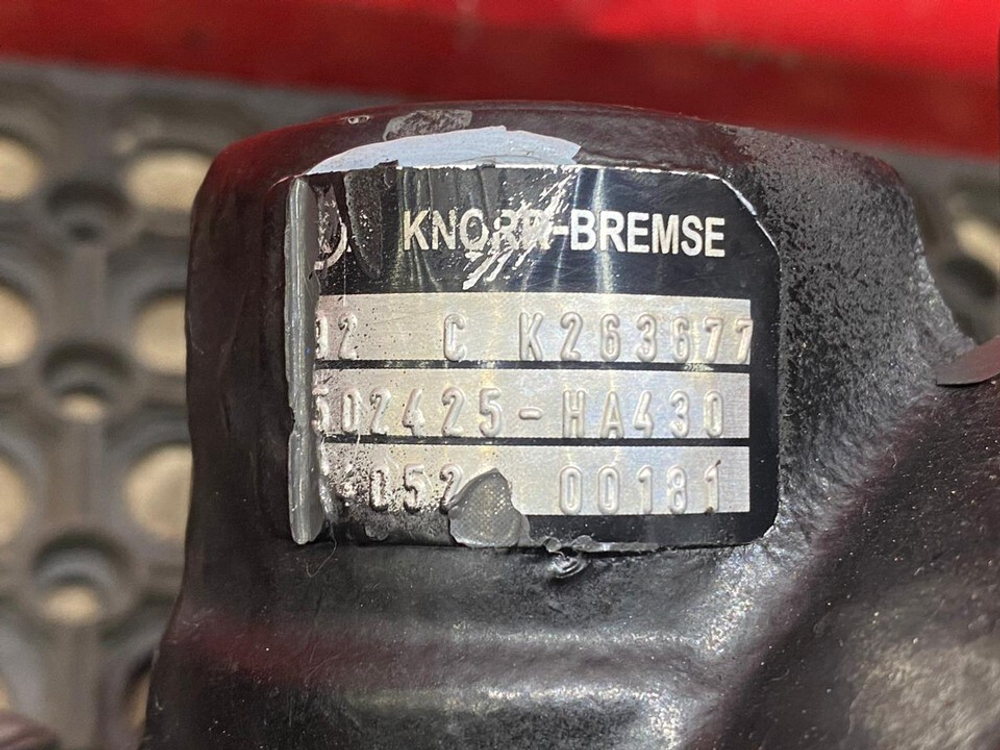 KNORR-BREMSE
C K263677
502425-HA430
00181